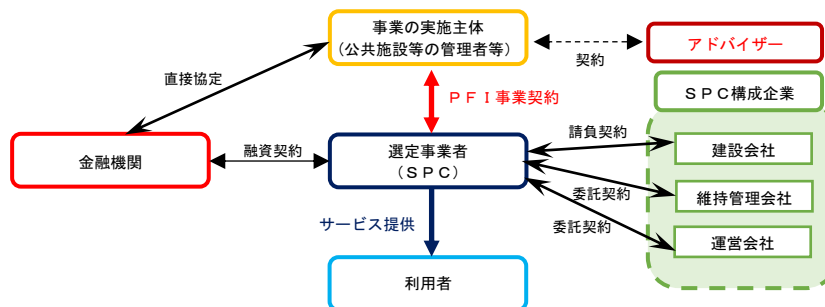 事業の実施主体
(公共施設等の管理者等)
アドバイザー
契約
直接協定
PFI事業契約
SPC構成企業
請負契約
建設会社
金融機関
融資契約
選定事業者
(SPC)
維持管理会社
委託契約
サービス提供
委託契約
運営会社
利用者